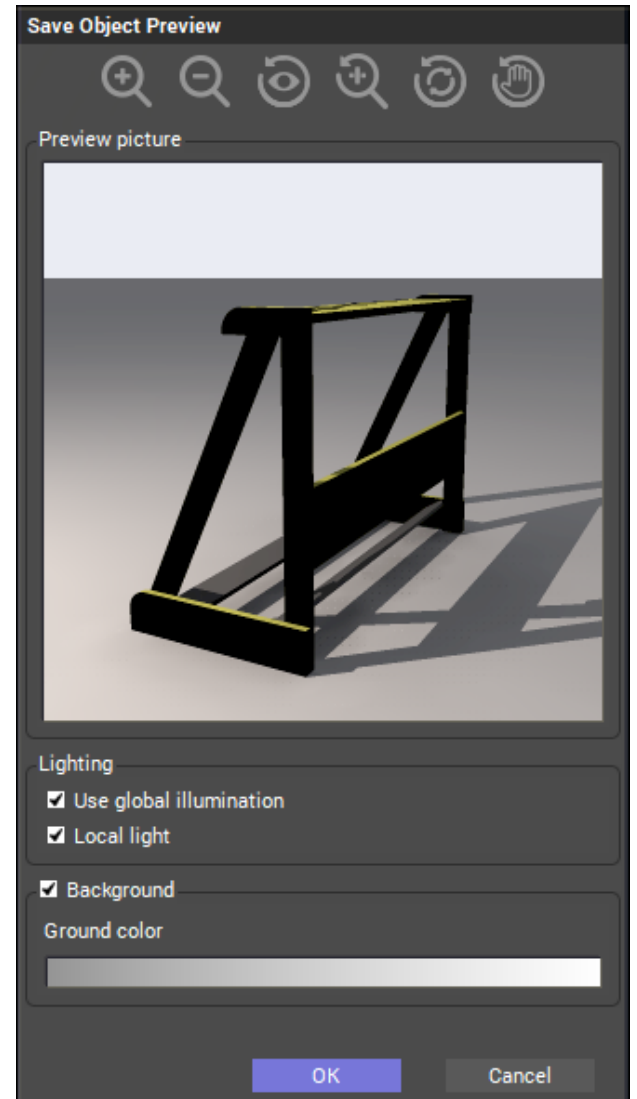 Save Object Preview
Preview picture
Lighting
Use global illumination
Local light
Background
Ground color
OK
Cancel